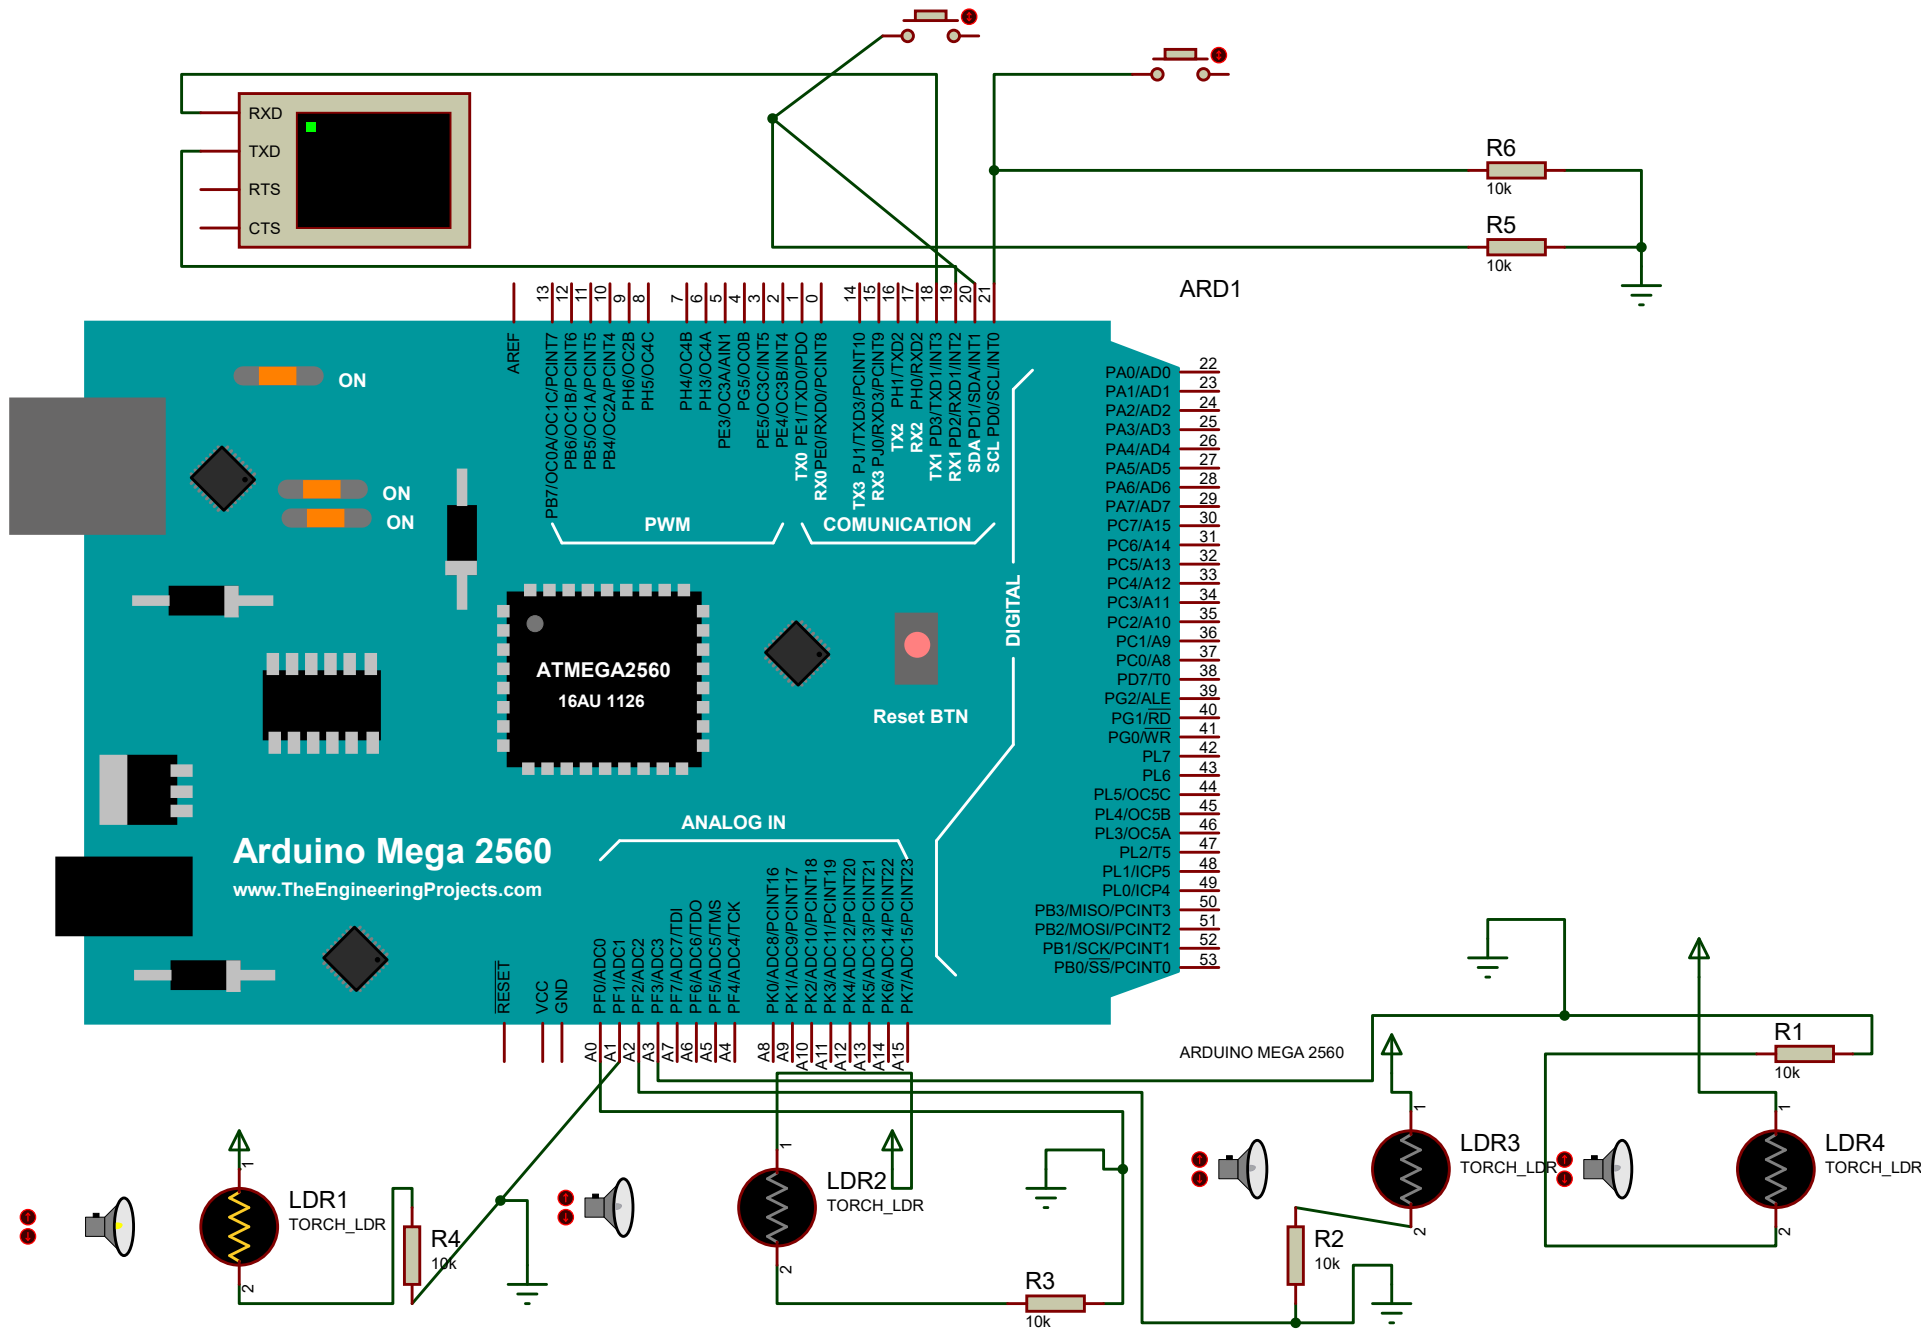 RXD
TXD
RTS
CTS
R6
10k
R5
10k
ARD1
AREF
13
12
11
10
9
8
7
6
5
4
3
2
1
0
14
15
16
17
18
19
20
21
PB7/OC0A/OC1C/PCINT7
PB6/OC1B/PCINT6
PB5/OC1A/PCINT5
PB4/OC2A/PCINT4
PH6/OC2B
PH5/OC4C
PH4/OC4B
PH3/OC4A
PE3/OC3A/AIN1
PG5/OC0B
PE5/OC3C/INT5
PE4/OC3B/INT4
TX0 PE1/TXD0/PDO
RX0 PE0/RXD0/PCINT8
TX3 PJ1/TXD3/PCINT10
RX3 PJ0/RXD3/PCINT9
TX2 PH1/TXD2
RX2 PH0/RXD2
TX1 PD3/TXD1/INT3
RX1 PD2/RXD1/INT2
SDA PD1/SDA/INT1
SCL PD0/SCL/INT0
ON
ON
ON
PWM
COMUNICATION
DIGITAL
PA0/AD0 22
PA1/AD1 23
PA2/AD2 24
PA3/AD3 25
PA4/AD4 26
PA5/AD5 27
PA6/AD6 28
PA7/AD7 29
PC7/A15 30
PC6/A14 31
PC5/A13 32
PC4/A12 33
PC3/A11 34
PC2/A10 35
PC1/A9 36
PC0/A8 37
PD7/T0 38
PG2/ALE 39
PG1/RD 40
PG0/WR 41
PL7 42
PL6 43
PL5/OC5C 44
PL4/OC5B 45
PL3/OC5A 46
PL2/T5 47
PL1/ICP5 48
PL0/ICP4 49
PB3/MISO/PCINT3 50
PB2/MOSI/PCINT2 51
PB1/SCK/PCINT1 52
PB0/SS/PCINT0 53
ATMEGA2560
16AU 1126
Reset BTN
ANALOG IN
Arduino Mega 2560
www.TheEngineeringProjects.com
RESET
VCC
GND
PF0/ADC0
PF1/ADC1
PF2/ADC2
PF3/ADC3
PF7/ADC7/TDI
PF6/ADC6/TDO
PF5/ADC5/TMS
PF4/ADC4/TCK
PK0/ADC8/PCINT16
PK1/ADC9/PCINT17
PK2/ADC10/PCINT18
PK3/ADC11/PCINT19
PK4/ADC12/PCINT20
PK5/ADC13/PCINT21
PK6/ADC14/PCINT22
PK7/ADC15/PCINT23
A0
A1
A2
A3
A7
A6
A5
A4
A8
A9
A10
A11
A12
A13
A14
A15
ARDUINO MEGA 2560
R1
10k
1
LDR1
TORCH_LDR
2
R4
10k
1
LDR2
TORCH_LDR
2
R3
10k
1
LDR3
TORCH_LDR
2
R2
10k
1
LDR4
TORCH_LDR
2